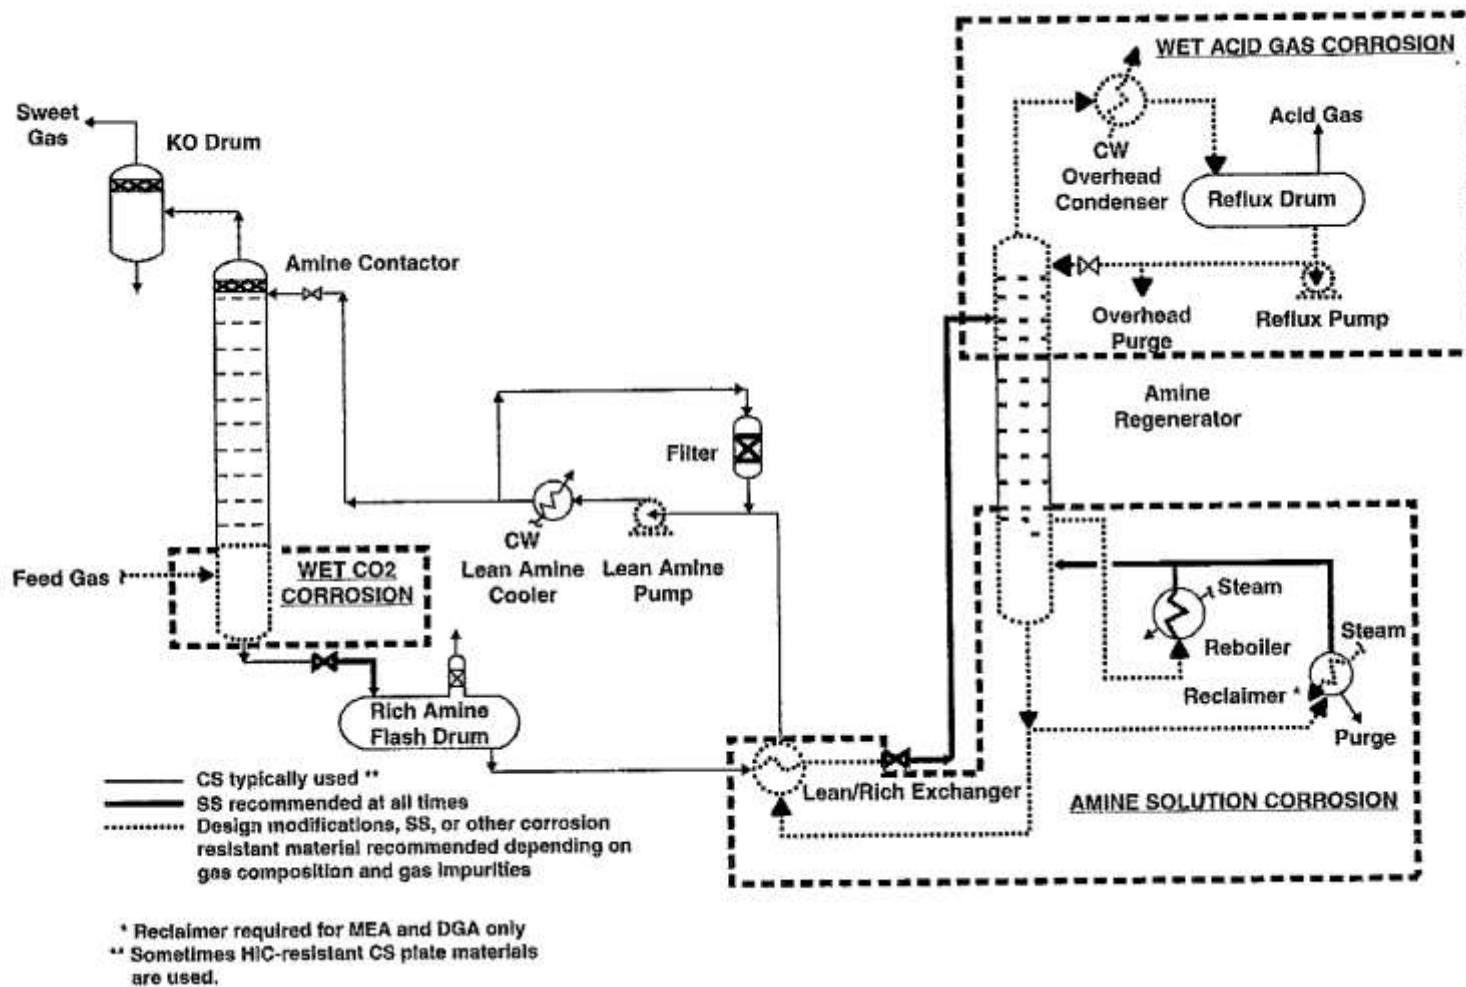 WET ACID GAS CORROSION
Sweet
Gas
KO Drum
Acid Gas
CW
Overhead
Condenser
Reflux Drum
Amine Contactor
Overhead
Purge
Reflux Pump
Amine
Regenerator
Filter
CW
Lean Amine
Cooler
Lean Amine
Pump
Feed Gas
WET CO2
CORROSION
Steam
Reboiler
Steam
Reclaimer *
Purge
Rich Amine
Flash Drum
Lean/Rich Exchanger
AMINE SOLUTION CORROSION
CS typically used **
SS recommended at all times
Design modifications, SS, or other corrosion
resistant material recommended depending on
gas composition and gas impurities
* Reclaimer required for MEA and DGA only
** Sometimes HIC-resistant CS plate materials
are used.